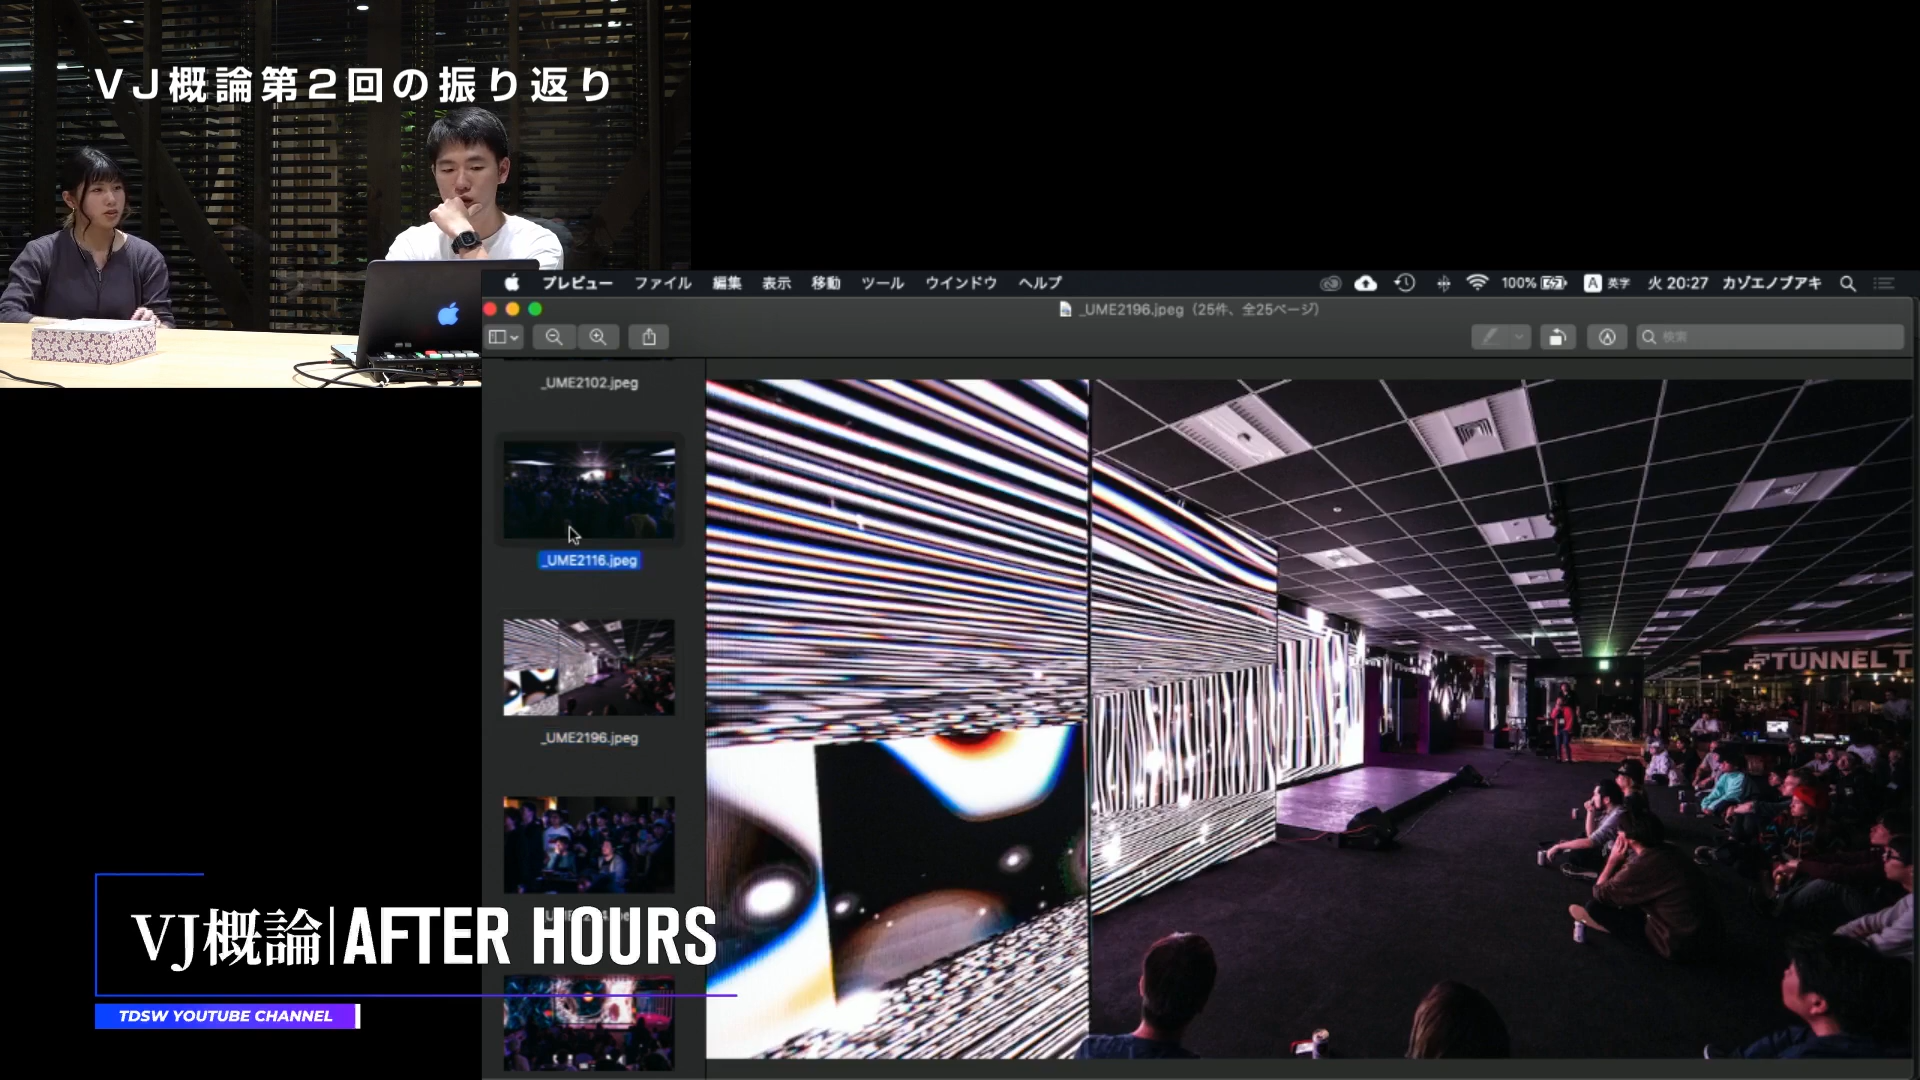 VJ概論第2回の振り返り
プレビュー ファイル 編集 表示 移動 ツール ウインドウ ヘルプ
100% A 英字 火 20:27 カゾエノブアキ
_UME2196.jpeg（25件、全25ページ）
検索
_UME2102.jpeg
_UME2116.jpeg
_UME2196.jpeg
TUNNEL T
VJ概論|AFTER HOURS
TDSW YOUTUBE CHANNEL